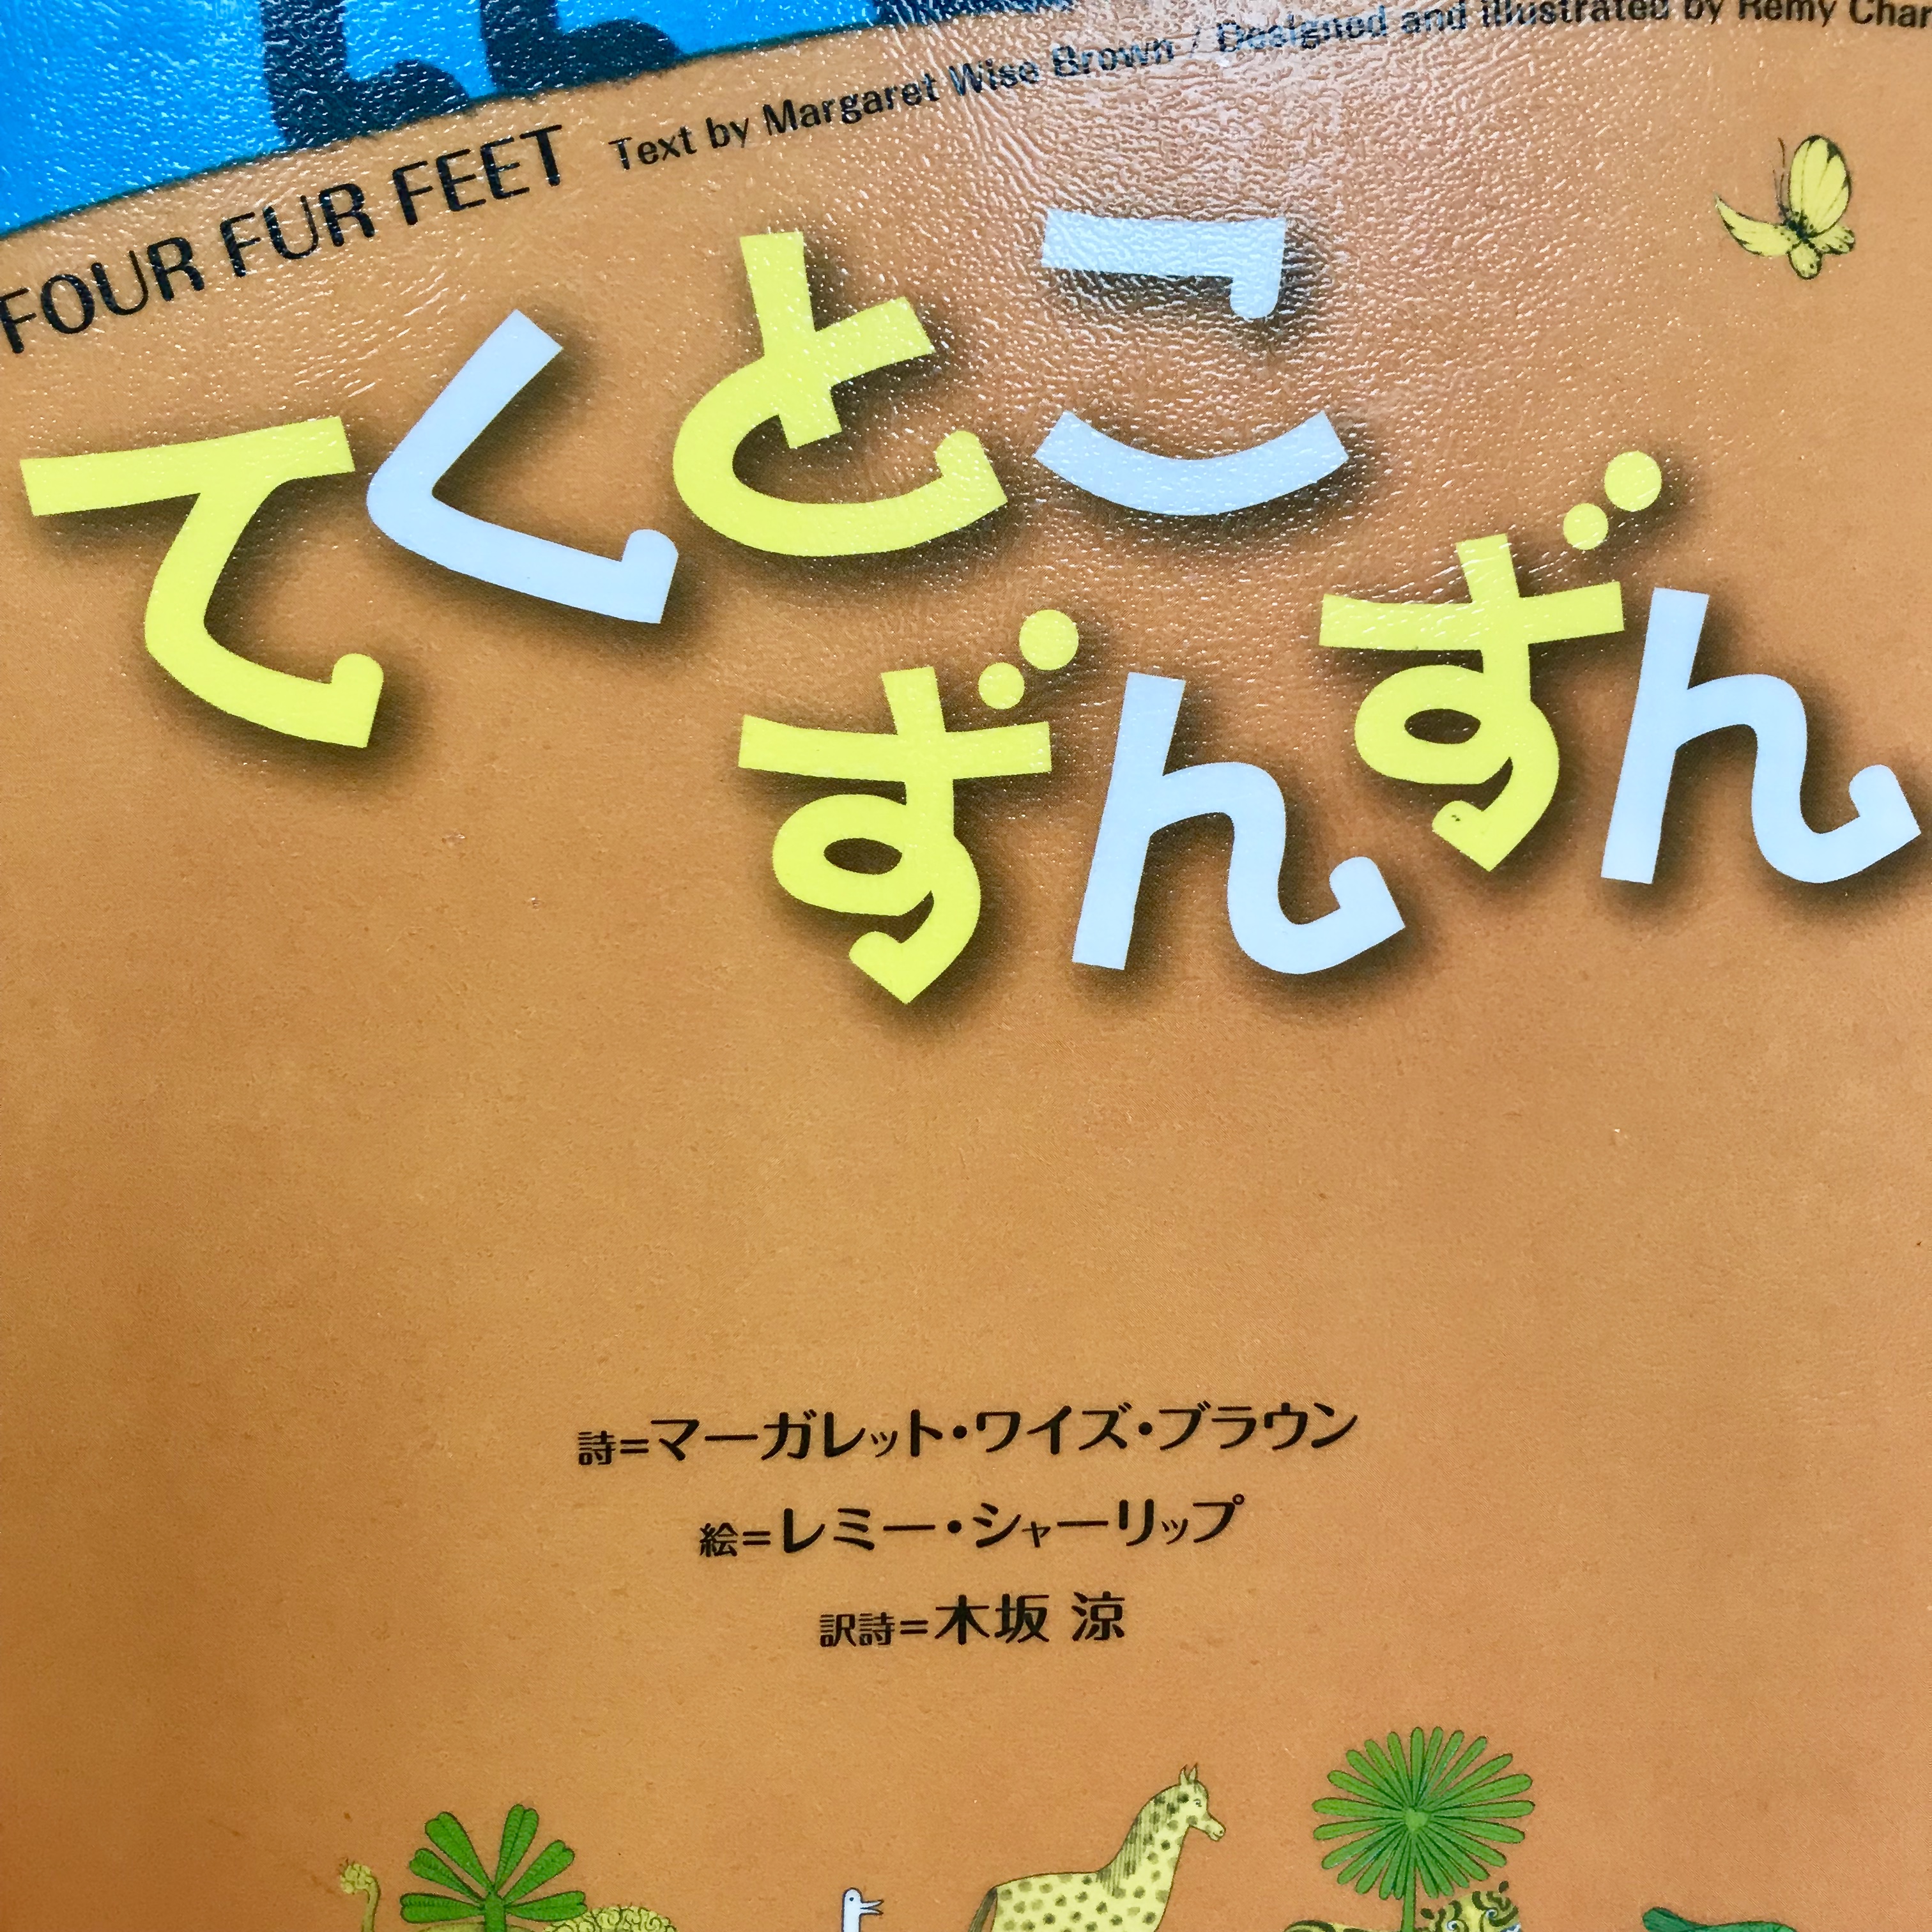 FOUR FUR FEET Text by Margaret Wise Brown / Designed and illustrated by Remy
てくとこ
ずんずん
詩=マーガレット・ワイズ・ブラウン
絵=レミー・シャーリップ
訳詩=木坂 涼